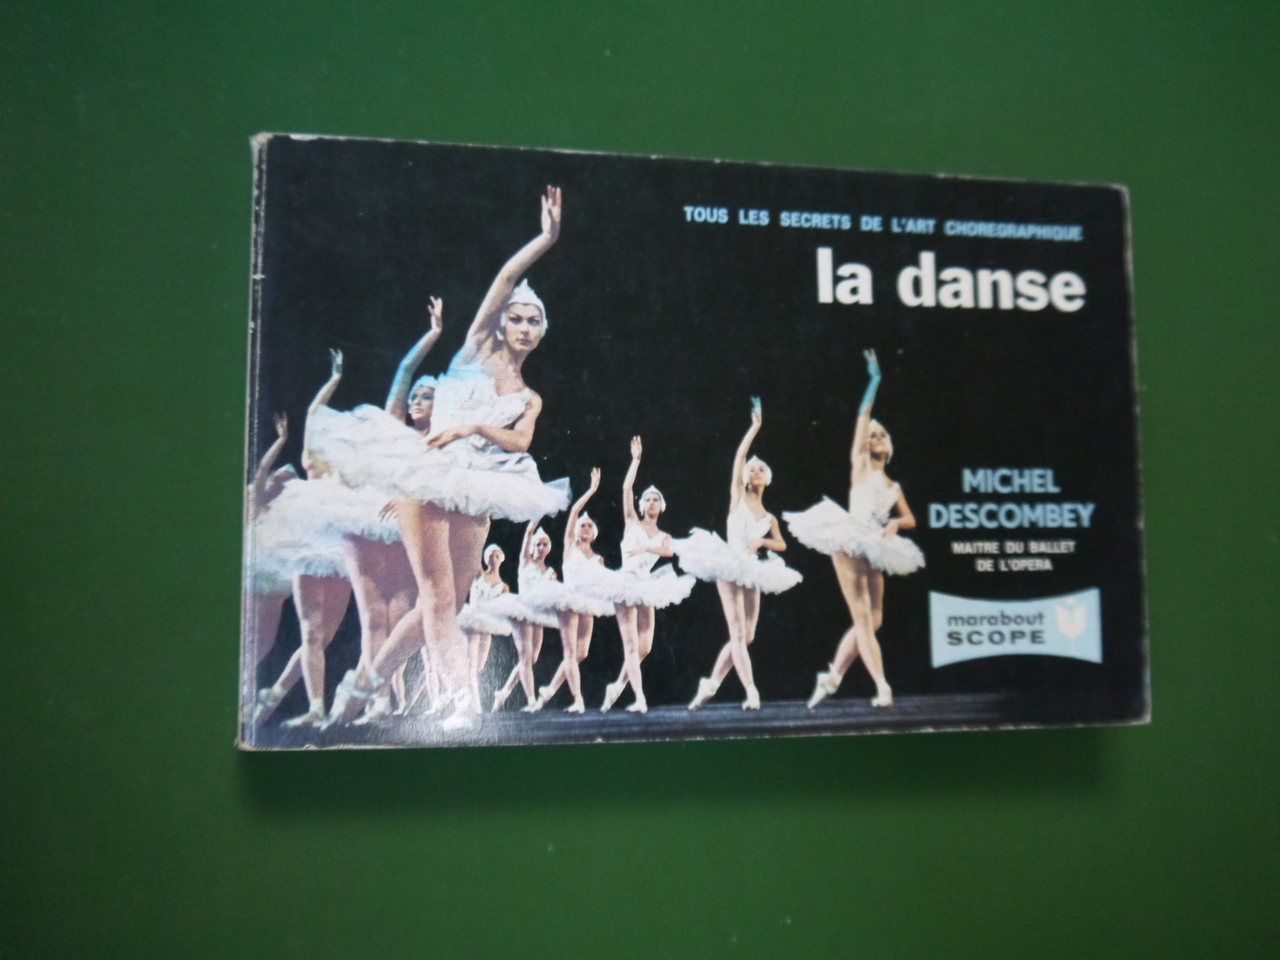 TOUS LES SECRETS DE L'ART CHOREGRAPHIQUE
la danse
MICHEL
DESCOMBEY
MAITRE DU BALLET
DE L'OPERA
marabout
SCOPE